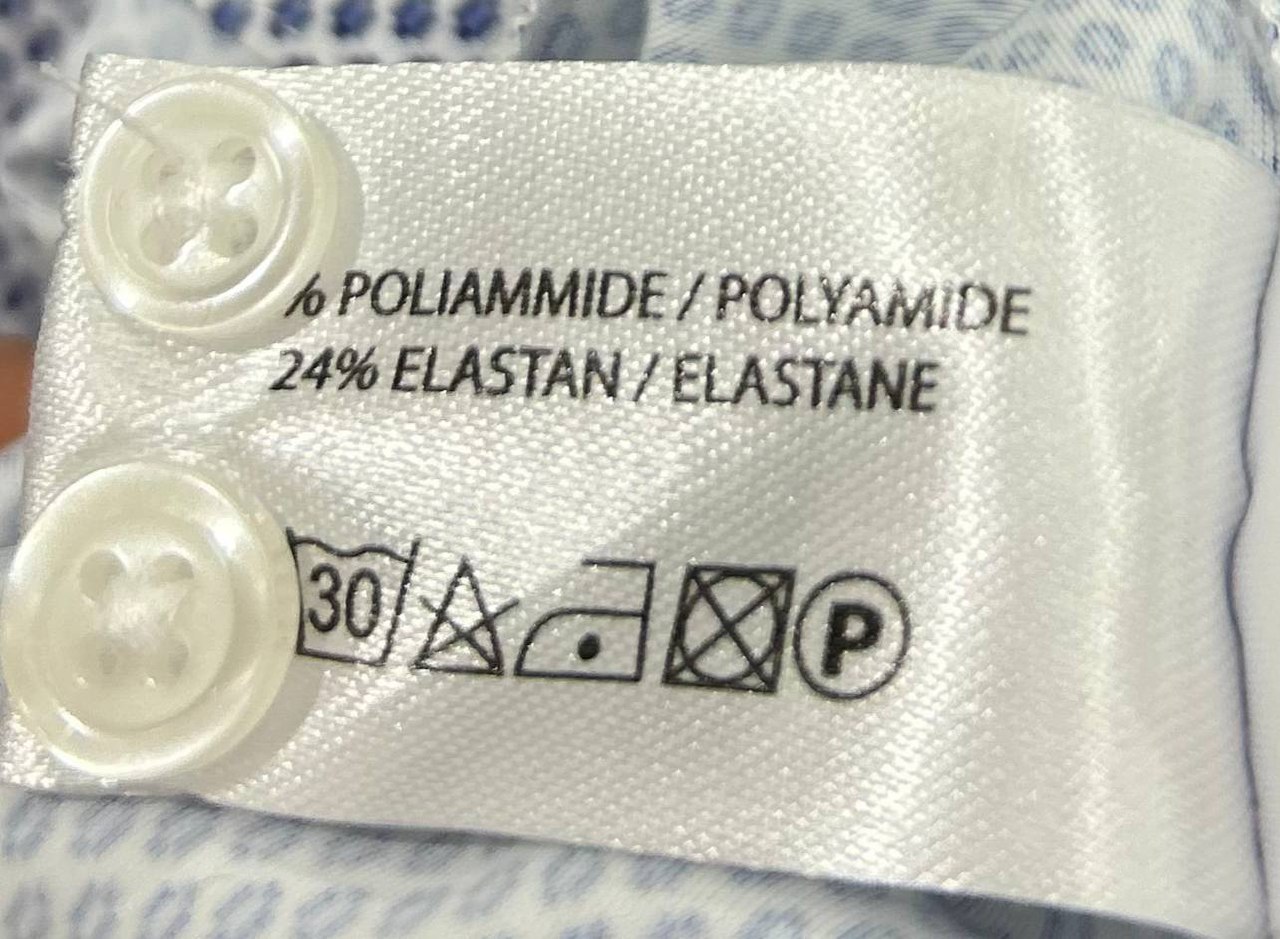 % POLIAMMIDE / POLYAMIDE
24% ELASTAN / ELASTANE
30 P